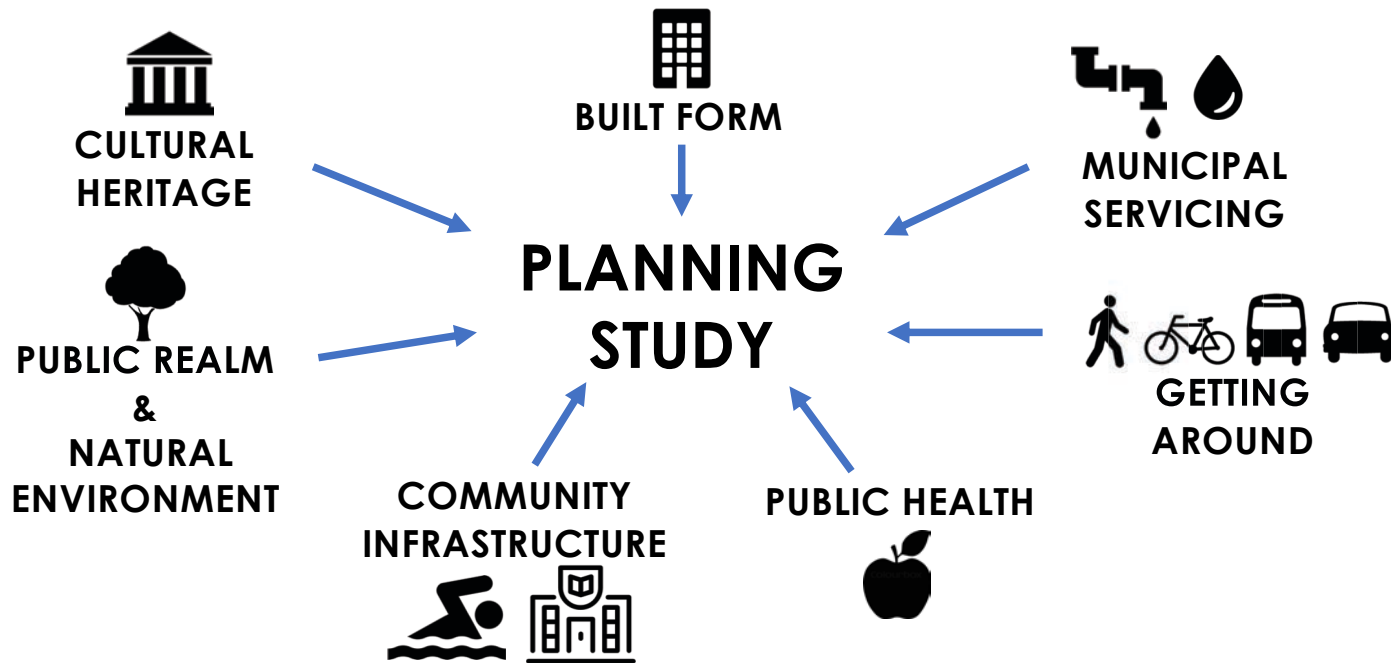 CULTURAL
HERITAGE
BUILT FORM
MUNICIPAL
SERVICING
PLANNING
STUDY
PUBLIC REALM
&
NATURAL
ENVIRONMENT
GETTING
AROUND
COMMUNITY
INFRASTRUCTURE
PUBLIC HEALTH